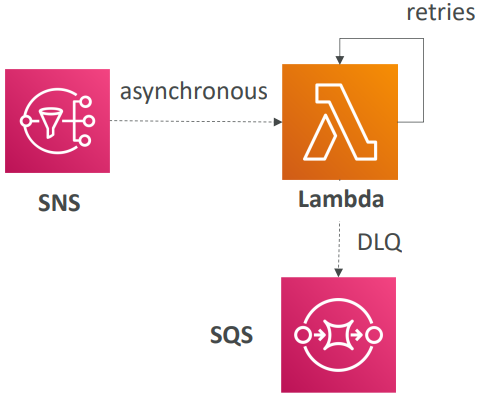 retries
asynchronous
SNS
Lambda
DLQ
SQS